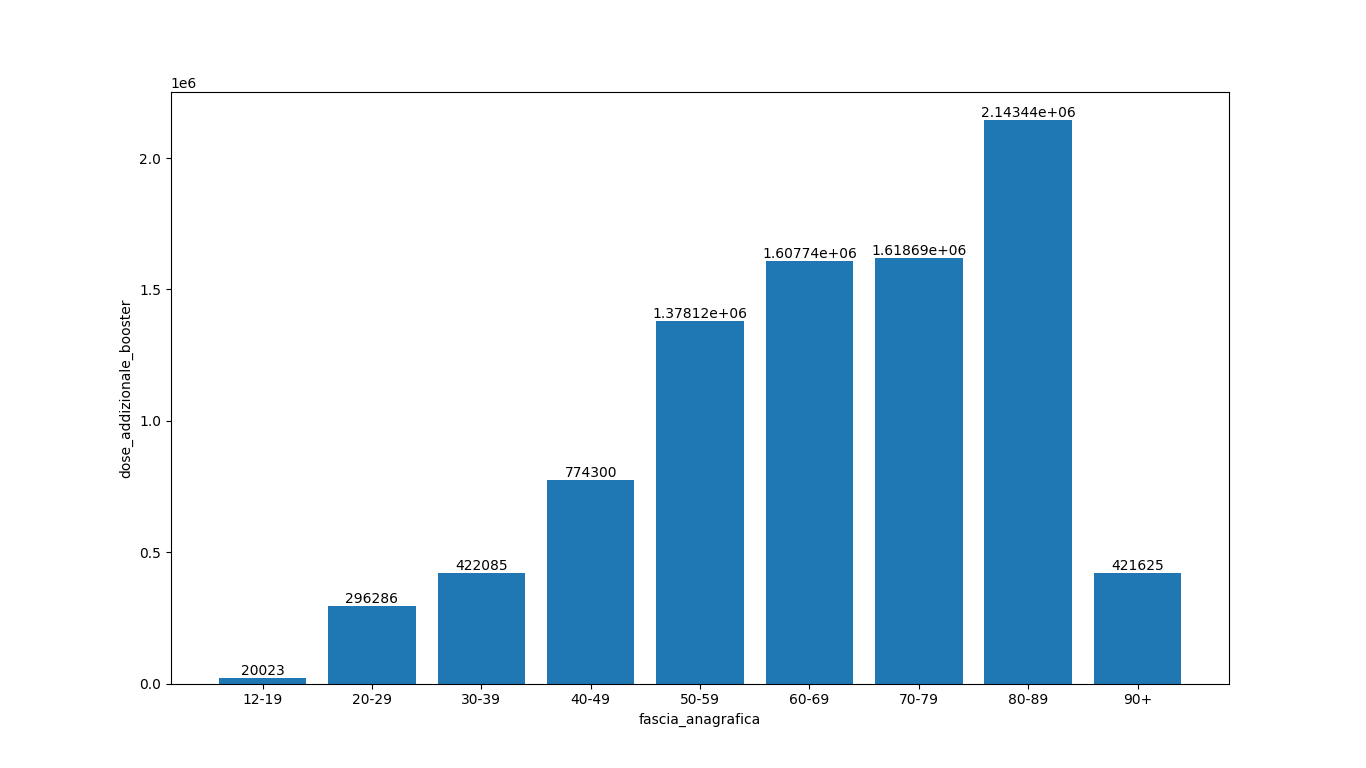 1e6
2.14344e+06
2.0
1.60774e+06
1.61869e+06
1.5
1.37812e+06
dose_addizionale_booster
1.0
774300
0.5
422085
421625
296286
20023
0.0
12-19 20-29 30-39 40-49 50-59 60-69 70-79 80-89 90+
fascia_anagrafica